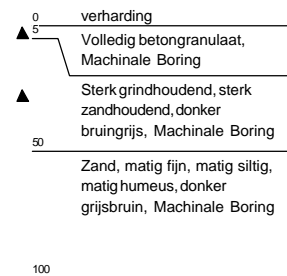 0 verharding
5
Volledig betongranulaat,
Machinale Boring
Sterk grindhoudend, sterk
zandhoudend, donker
bruingrijs, Machinale Boring
50
Zand, matig fijn, matig siltig,
matig humeus, donker
grijsbruin, Machinale Boring
100